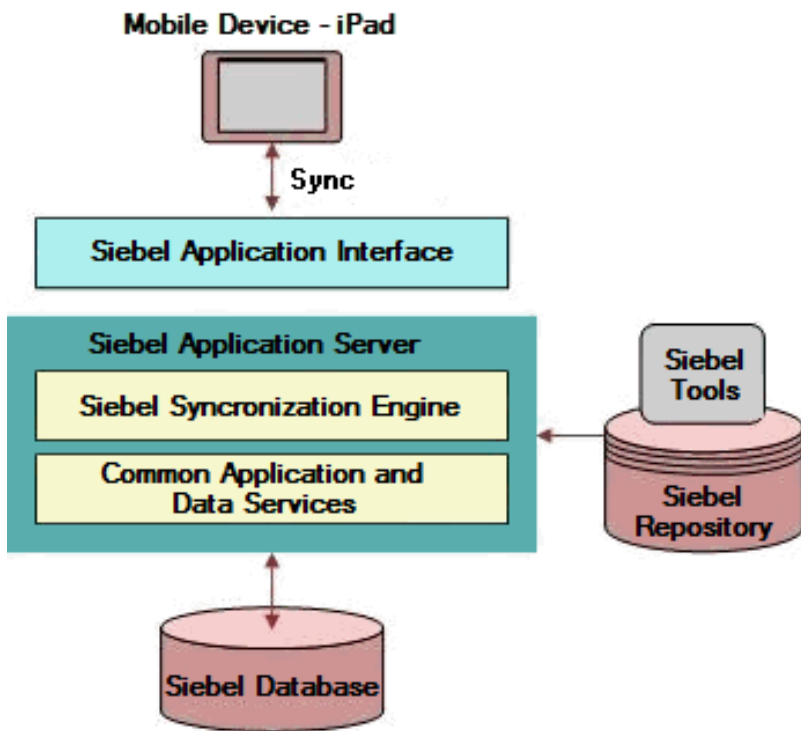 Mobile Device - iPad
Sync
Siebel Application Interface
Siebel Application Server
Siebel Syncronization Engine
Common Application and
Data Services
Siebel
Tools
Siebel
Repository
Siebel Database